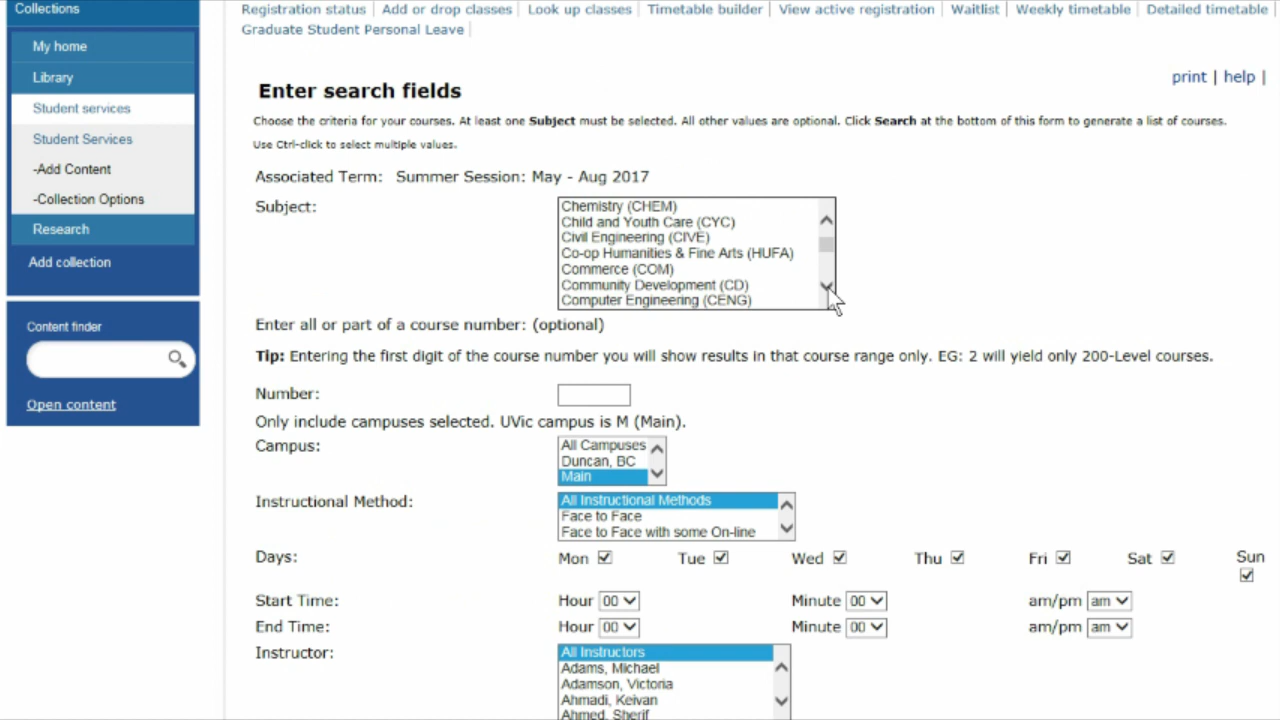 Collections
Registration status | Add or drop classes | Look up classes | Timetable builder | View active registration | Waitlist | Weekly timetable | Detailed timetable |
Graduate Student Personal Leave |
My home
Library
Student services
Student Services
-Add Content
-Collection Options
Research
Add collection
Content finder
Open content
print | help |
Enter search fields
Choose the criteria for your courses. At least one Subject must be selected. All other values are optional. Click Search at the bottom of this form to generate a list of courses.
Use Ctrl-click to select multiple values.
Associated Term: Summer Session: May - Aug 2017
Subject:
Chemistry (CHEM)
Child and Youth Care (CYC)
Civil Engineering (CIVE)
Co-op Humanities & Fine Arts (HUFA)
Commerce (COM)
Community Development (CD)
Computer Engineering (CENG)
Enter all or part of a course number: (optional)
Tip: Entering the first digit of the course number you will show results in that course range only. EG: 2 will yield only 200-Level courses.
Number:
Only include campuses selected. UVic campus is M (Main).
Campus:
All Campuses
Duncan, BC
Main
Instructional Method:
All Instructional Methods
Face to Face
Face to Face with some On-line
Days: Mon Tue Wed Thu Fri Sat Sun
Start Time: Hour 00 Minute 00 am/pm am
End Time: Hour 00 Minute 00 am/pm am
Instructor:
All Instructors
Adams, Michael
Adamson, Victoria
Ahmadi, Keivan
Ahmed, Sherif